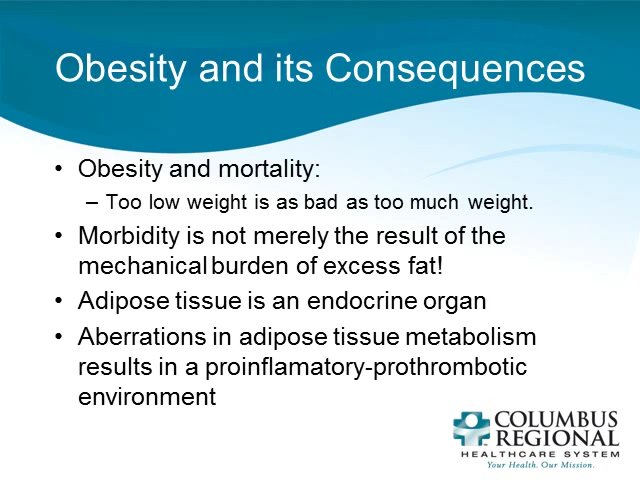 Obesity and its Consequences
• Obesity and mortality:
– Too low weight is as bad as too much weight.
• Morbidity is not merely the result of the
mechanical burden of excess fat!
• Adipose tissue is an endocrine organ
• Aberrations in adipose tissue metabolism
results in a proinflamatory-prothrombotic
environment
COLUMBUS
REGIONAL
HEALTHCARE SYSTEM
Your Health. Our Mission.